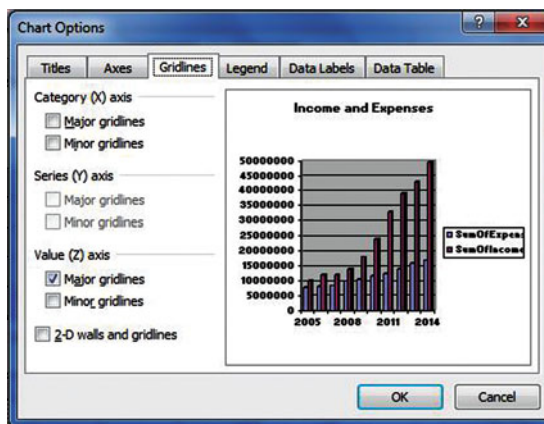 Chart Options
Titles Axes Gridlines Legend Data Labels Data Table
Category (X) axis
Major gridlines
Minor gridlines
Series (Y) axis
Major gridlines
Minor gridlines
Value (Z) axis
Major gridlines
Minor gridlines
2-D walls and gridlines
Income and Expenses
50000000
45000000
40000000
35000000
30000000
25000000
20000000
15000000
10000000
5000000
0
2005 2008 2011 2014
SumOfExpens
SumOfIncome
OK Cancel